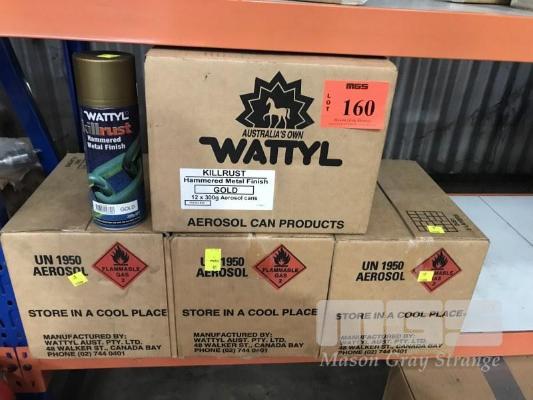 WATTYL
killrust
Hammered
Metal Finish
GOLD
MGS
LOT
160
AUSTRALIA'S OWN
WATTYL
KILLRUST
Hammered Metal Finish
GOLD
12 x 300g Aerosol cans
AEROSOL CAN PRODUCTS
UN 1950
AEROSOL
FLAMMABLE
GAS
2
STORE IN A COOL PLACE
MANUFACTURED BY:
WATTYL AUST. PTY. LTD.
48 WALKER ST., CANADA BAY
PHONE (02) 744 0401
UN 1950
AEROSOL
FLAMMABLE
GAS
2
STORE IN A COOL PLACE
MANUFACTURED BY:
WATTYL AUST. PTY. LTD.
48 WALKER ST., CANADA BAY
PHONE (02) 744 0401
UN 1950
AEROSOL
FLAMMABLE
GAS
STORE IN A COOL PLACE
MANUFACTURED BY:
WATTYL AUST. PTY. LTD.
48 WALKER ST., CANADA BAY
PHONE (02) 744 0401
MGS
Mason Gray Strange